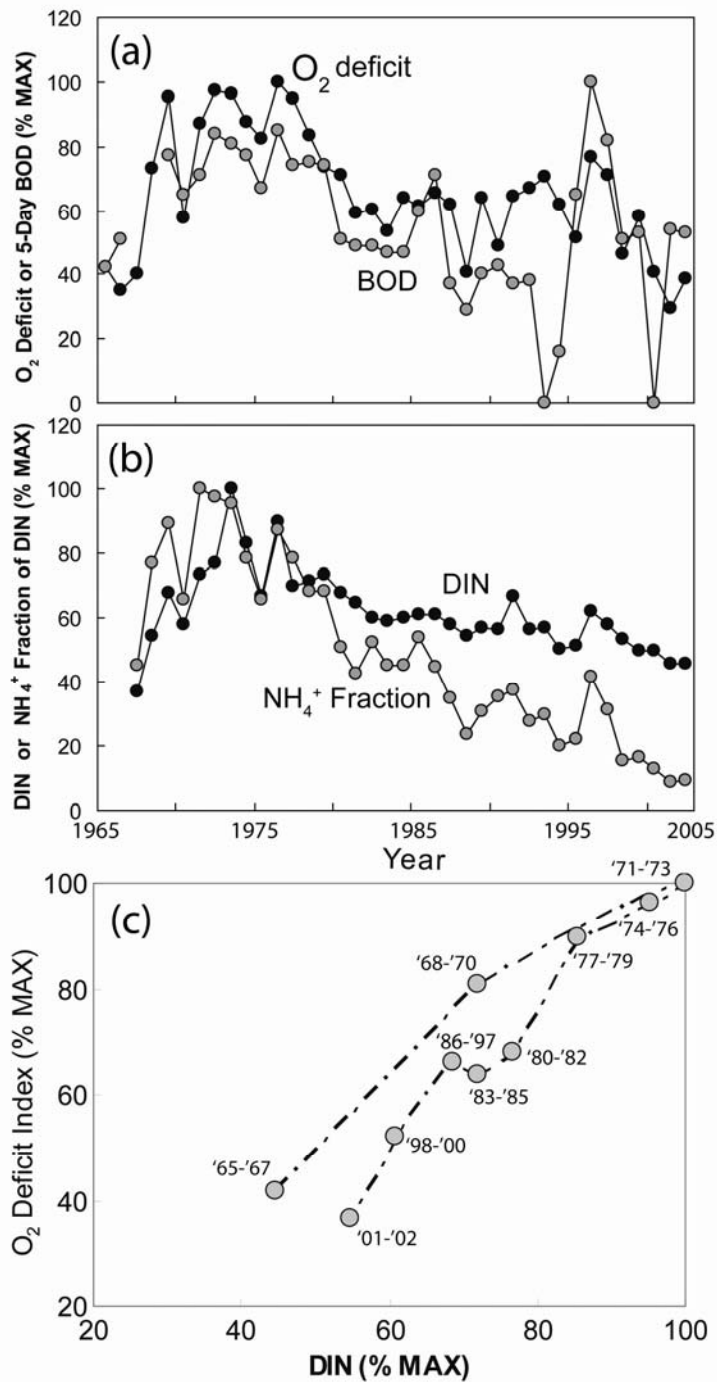 (a)
O2 deficit
BOD
O2 Deficit or 5-Day BOD (% MAX)
120
100
80
60
40
20
0
(b)
DIN
NH4+ Fraction
DIN or NH4+ Fraction of DIN (% MAX)
120
100
80
60
40
20
0
1965 1975 1985 1995 2005
Year
(c)
'71-'73
'74-'76
'77-'79
'68-'70
'86-'97
'80-'82
'83-'85
'98-'00
'65-'67
'01-'02
O2 Deficit Index (% MAX)
100
80
60
40
20
20 40 60 80 100
DIN (% MAX)